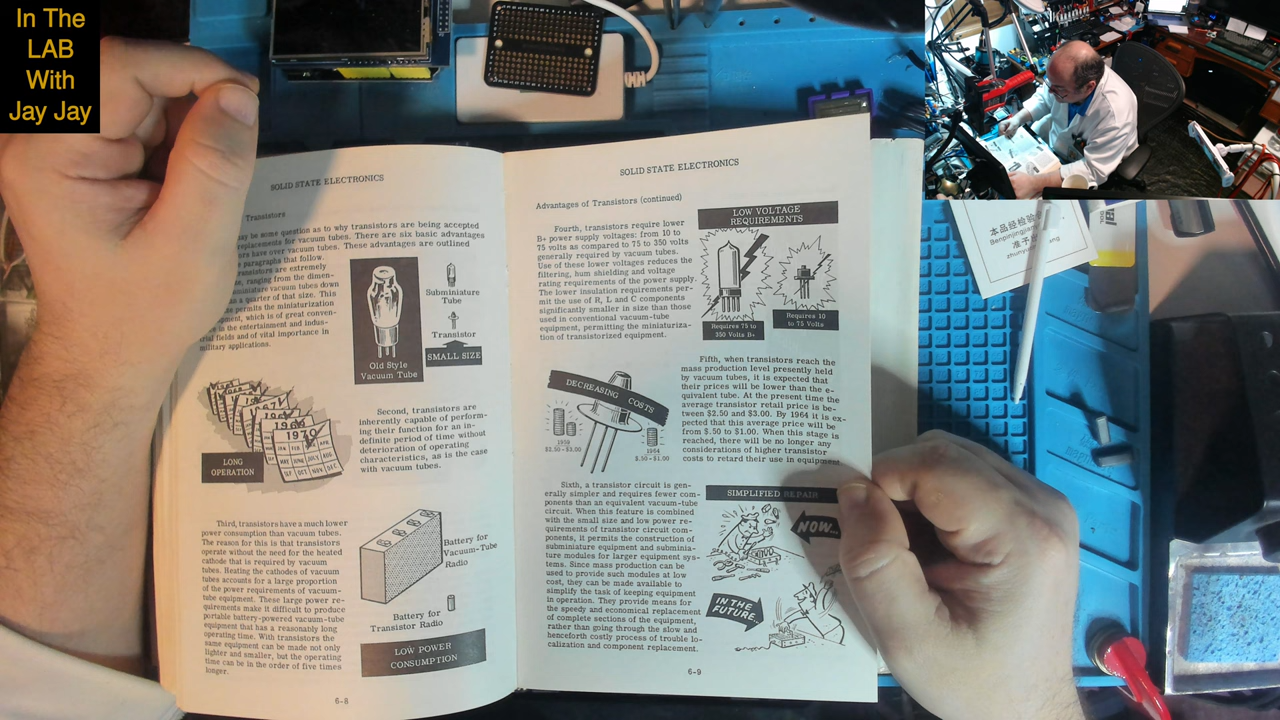 In The
LAB
With
Jay Jay
SOLID STATE ELECTRONICS
Transistors
may be some question as to why transistors are being accepted
replacements for vacuum tubes. There are six basic advantages
have over vacuum tubes. These advantages are outlined
paragraphs that follow.
transistors are extremely
ranging from the dimen-
vacuum tubes down
a quarter of that size. This
permits the miniaturization
which is of great conven-
in the entertainment and indus-
trial fields and of vital importance in
military applications.
Old Style
Vacuum Tube
Subminiature
Tube
Transistor
SMALL SIZE
1970
LONG
OPERATION
Second, transistors are
inherently capable of perform-
ing their function for an in-
definite period of time without
deterioration of operating
characteristics, as is the case
with vacuum tubes.
Third, transistors have a much lower
power consumption than vacuum tubes.
The reason for this is that transistors
operate without the need for the heated
cathode that is required by vacuum
tubes. Heating the cathodes of vacuum
tubes accounts for a large proportion
of the power requirements of vacuum-
tube equipment. These large power re-
quirements make it difficult to produce
portable battery-powered vacuum-tube
equipment that has a reasonably long
operating time. With transistors the
same equipment can be made not only
lighter and smaller, but the operating
time can be in the order of five times
longer.
Battery for
Vacuum-Tube
Radio
Battery for
Transistor Radio
LOW POWER
CONSUMPTION
6-8
SOLID STATE ELECTRONICS
Advantages of Transistors (continued)
Fourth, transistors require lower
B+ power supply voltages: from 10 to
75 volts as compared to 75 to 350 volts
generally required by vacuum tubes.
Use of these lower voltages reduces the
filtering, hum shielding and voltage
rating requirements of the power supply.
The lower insulation requirements per-
mit the use of R, L and C components
significantly smaller in size than those
used in conventional vacuum-tube
equipment, permitting the miniaturiza-
tion of transistorized equipment.
LOW VOLTAGE
REQUIREMENTS
Requires 75 to
350 Volts B+
Requires 10
to 75 Volts
DECREASING COSTS
1959
$2.50-$3.00
1964
$.50-$1.00
Fifth, when transistors reach the
mass production level presently held
by vacuum tubes, it is expected that
their prices will be lower than the e-
quivalent tube. At the present time the
average transistor retail price is be-
tween $2.50 and $3.00. By 1964 it is ex-
pected that this average price will be
from $.50 to $1.00. When this stage is
reached, there will be no longer any
considerations of higher transistor
costs to retard their use in equipment.
Sixth, a transistor circuit is gen-
erally simpler and requires fewer com-
ponents than an equivalent vacuum-tube
circuit. When this feature is combined
with the small size and low power re-
quirements of transistor circuit com-
ponents, it permits the construction of
subminiature equipment and subminia-
ture modules for larger equipment sys-
tems. Since mass production can be
used to provide such modules at low
cost, they can be made available to
simplify the task of keeping equipment
in operation. They provide means for
the speedy and economical replacement
of complete sections of the equipment,
rather than going through the slow and
henceforth costly process of trouble lo-
calization and component replacement.
SIMPLIFIED REPAIR
NOW...
IN THE
FUTURE.
6-9
本品经检验
Benpinjingjian
准予